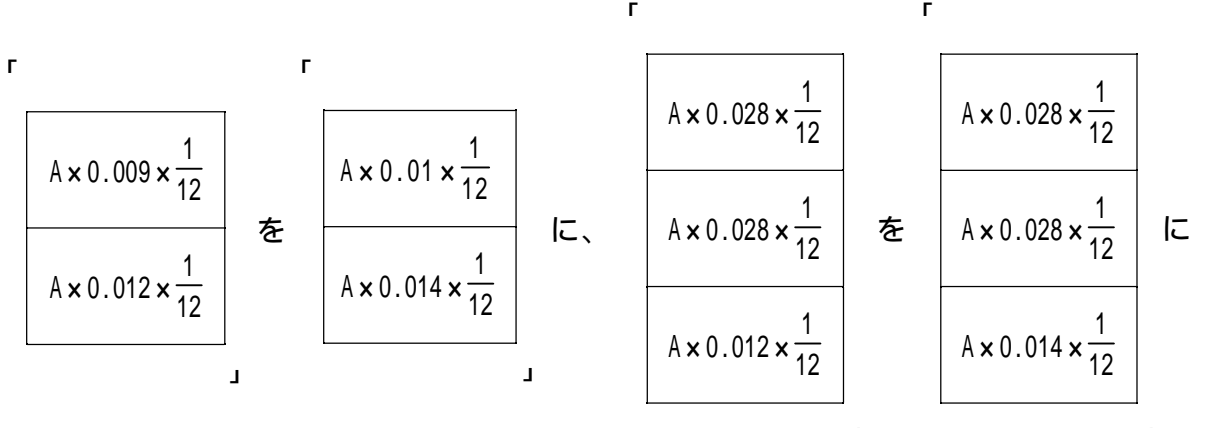 「
A×0.009×1/12
A×0.012×1/12
」
を
「
A×0.01×1/12
A×0.014×1/12
」
に、
「
A×0.028×1/12
A×0.028×1/12
A×0.012×1/12
を
「
A×0.028×1/12
A×0.028×1/12
A×0.014×1/12
に